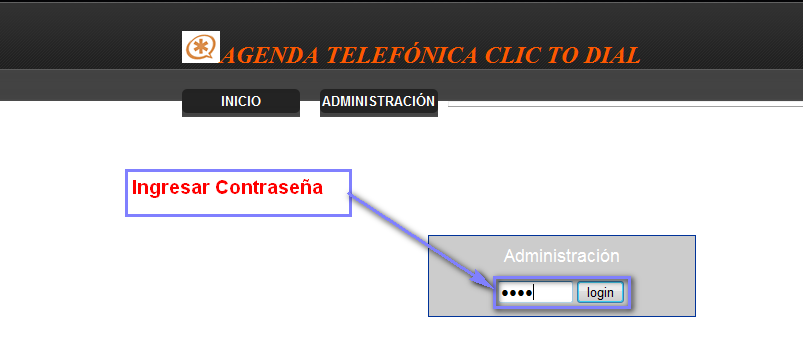 AGENDA TELEFÓNICA CLIC TO DIAL
INICIO
ADMINISTRACIÓN
Ingresar Contraseña
Administración
login